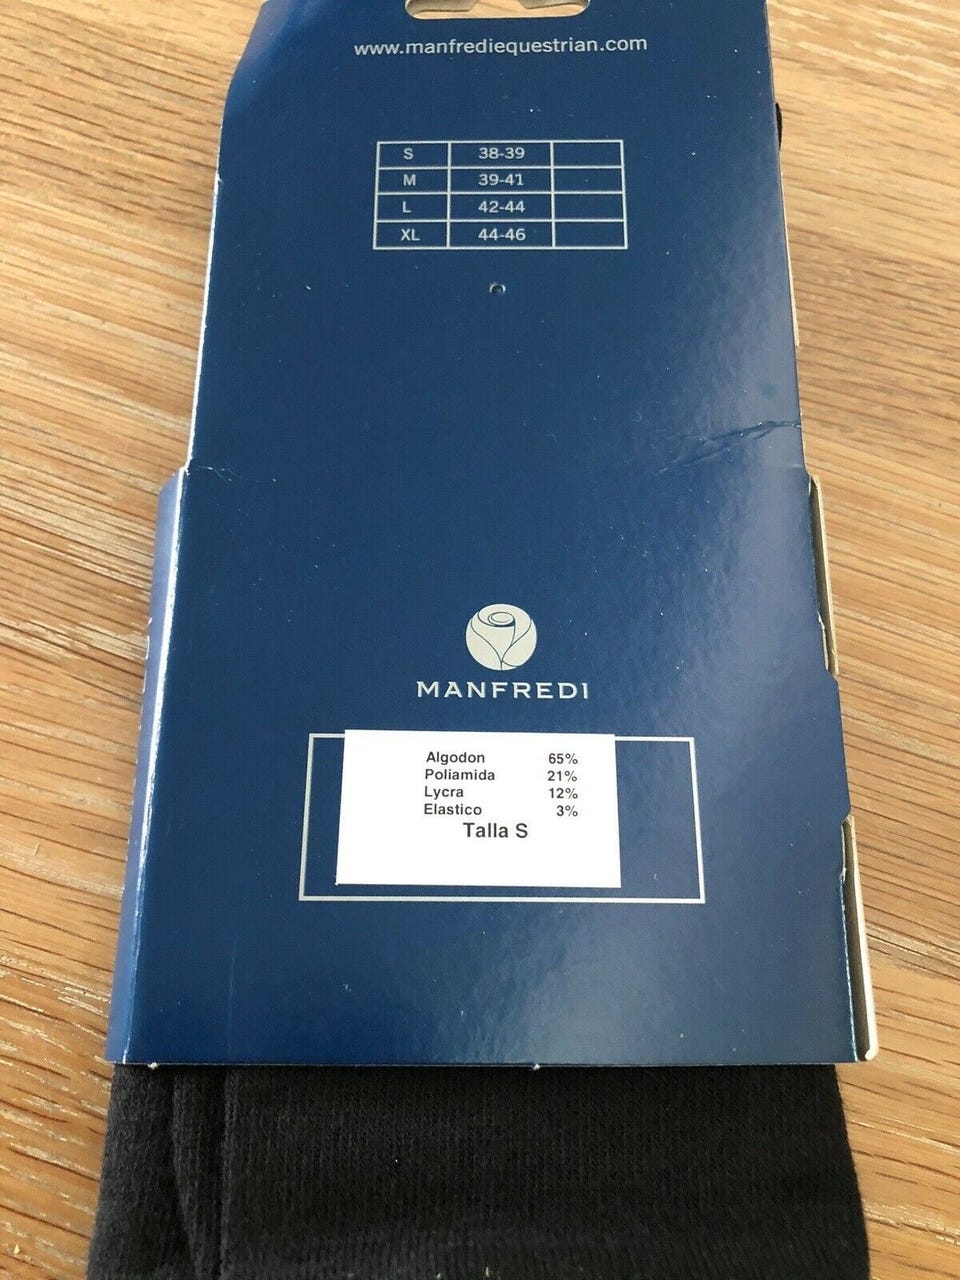 www.manfrediequestrian.com
S 38-39
M 39-41
L 42-44
XL 44-46
MANFREDI
Algodon 65%
Poliamida 21%
Lycra 12%
Elastico 3%
Talla S